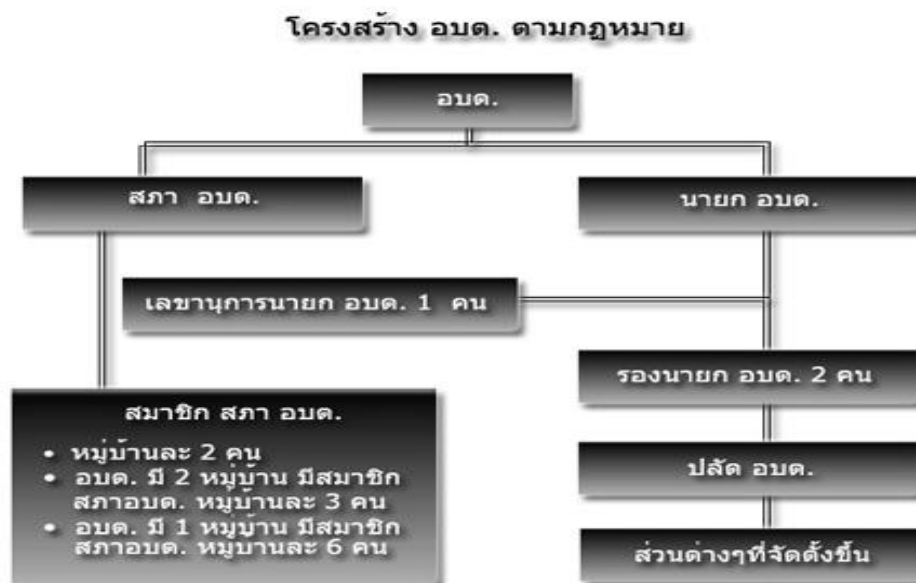 โครงสร้าง อบต. ตามกฎหมาย
อบต.
สภา อบต.
นายก อบต.
เลขานุการนายก อบต. 1 คน
รองนายก อบต. 2 คน
สมาชิก สภา อบต.
• หมู่บ้านละ 2 คน
• อบต. มี 2 หมู่บ้าน มีสมาชิก
สภาอบต. หมู่บ้านละ 3 คน
• อบต. มี 1 หมู่บ้าน มีสมาชิก
สภาอบต. หมู่บ้านละ 6 คน
ปลัด อบต.
ส่วนต่างๆที่จัดตั้งขึ้น